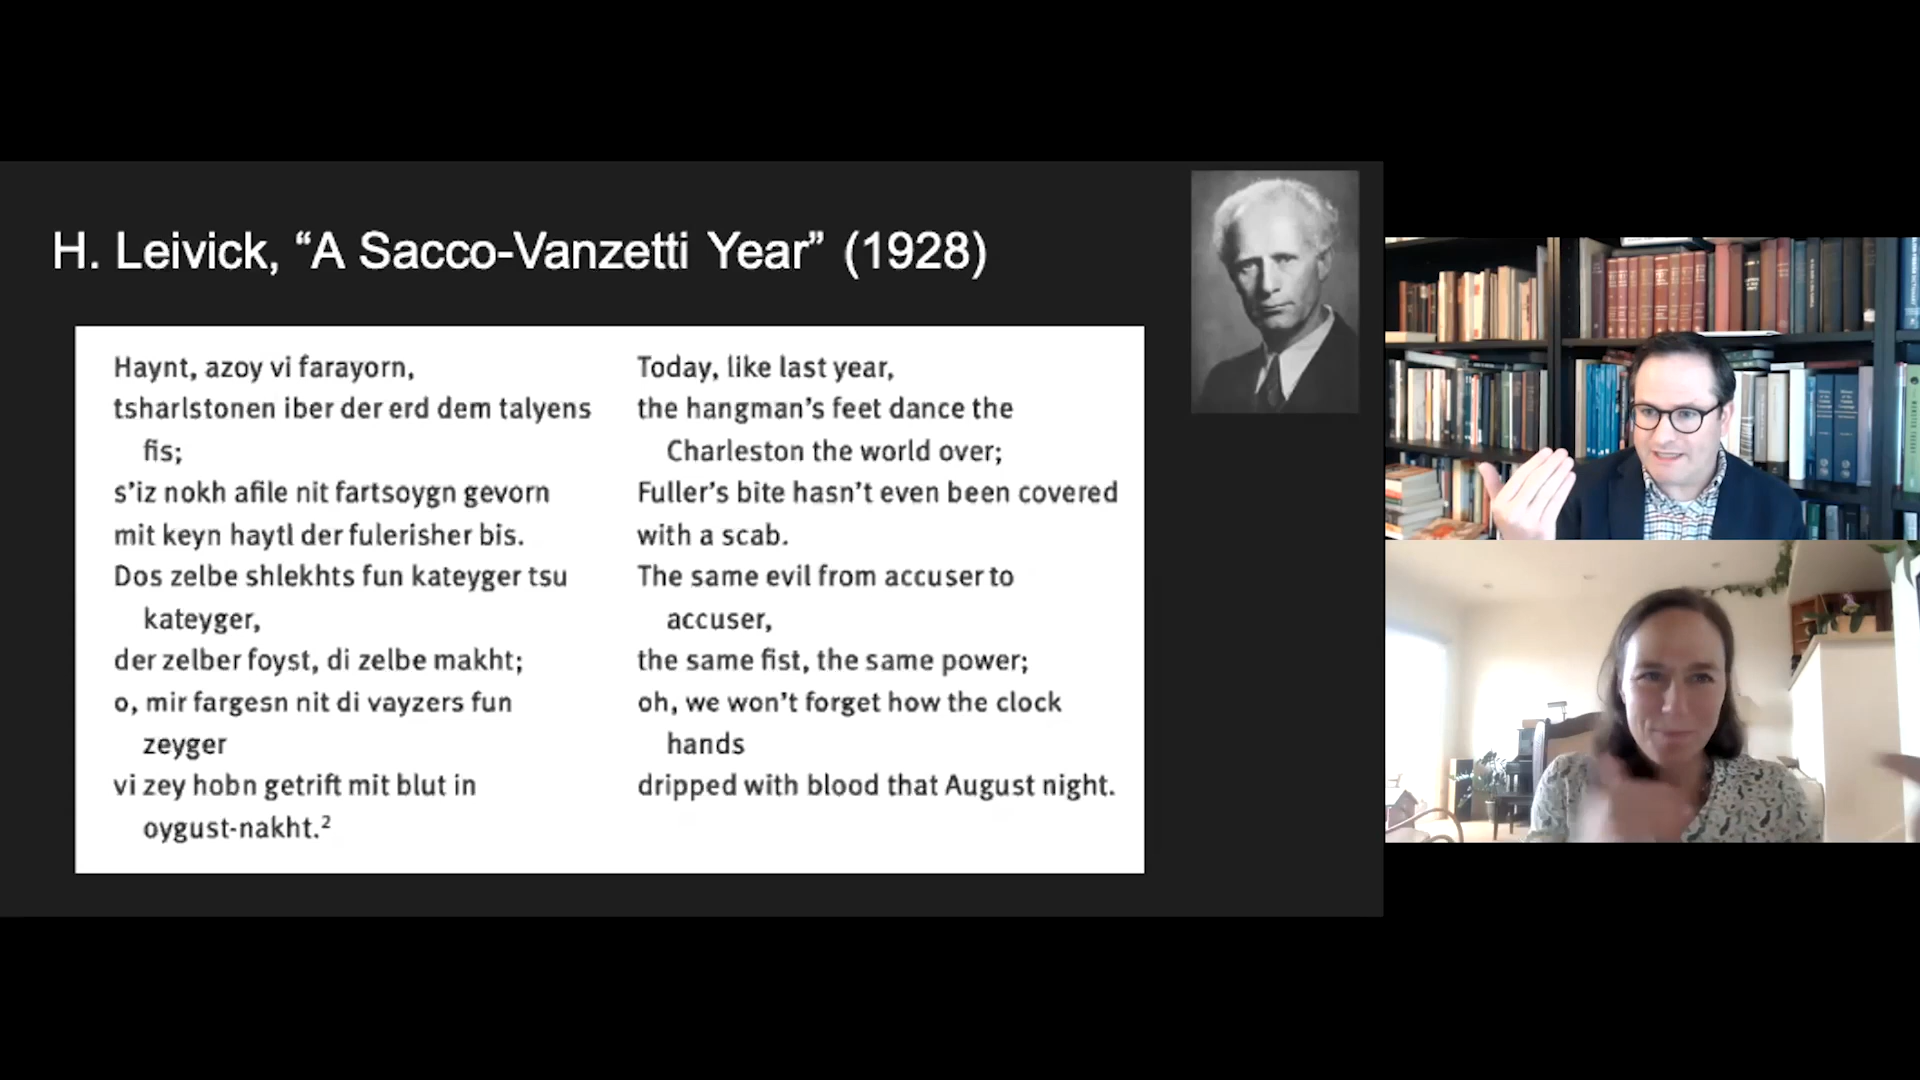 H. Leivick, “A Sacco-Vanzetti Year” (1928)
Haynt, azoy vi farayorn,
tsharlstonen iber der erd dem talyens
fis;
s’iz nokh afile nit fartsoygn gevorn
mit keyn haytl der fulerisher bis.
Dos zelbe shlekhts fun kateyger tsu
kateyger,
der zelber foyst, di zelbe makht;
o, mir fargesn nit di vayzers fun
zeyger
vi zey hobn getrift mit blut in
oygust-nakht.²
Today, like last year,
the hangman’s feet dance the
Charleston the world over;
Fuller’s bite hasn’t even been covered
with a scab.
The same evil from accuser to
accuser,
the same fist, the same power;
oh, we won’t forget how the clock
hands
dripped with blood that August night.